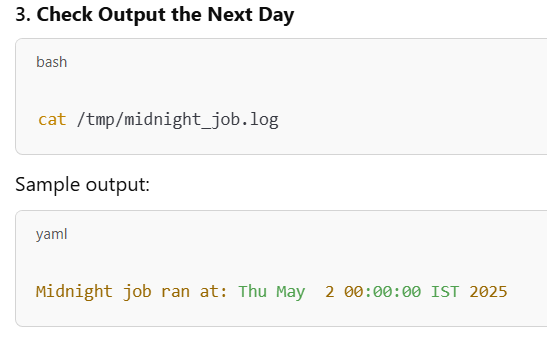 3. Check Output the Next Day
bash
cat /tmp/midnight_job.log
Sample output:
yaml
Midnight job ran at: Thu May  2 00:00:00 IST 2025